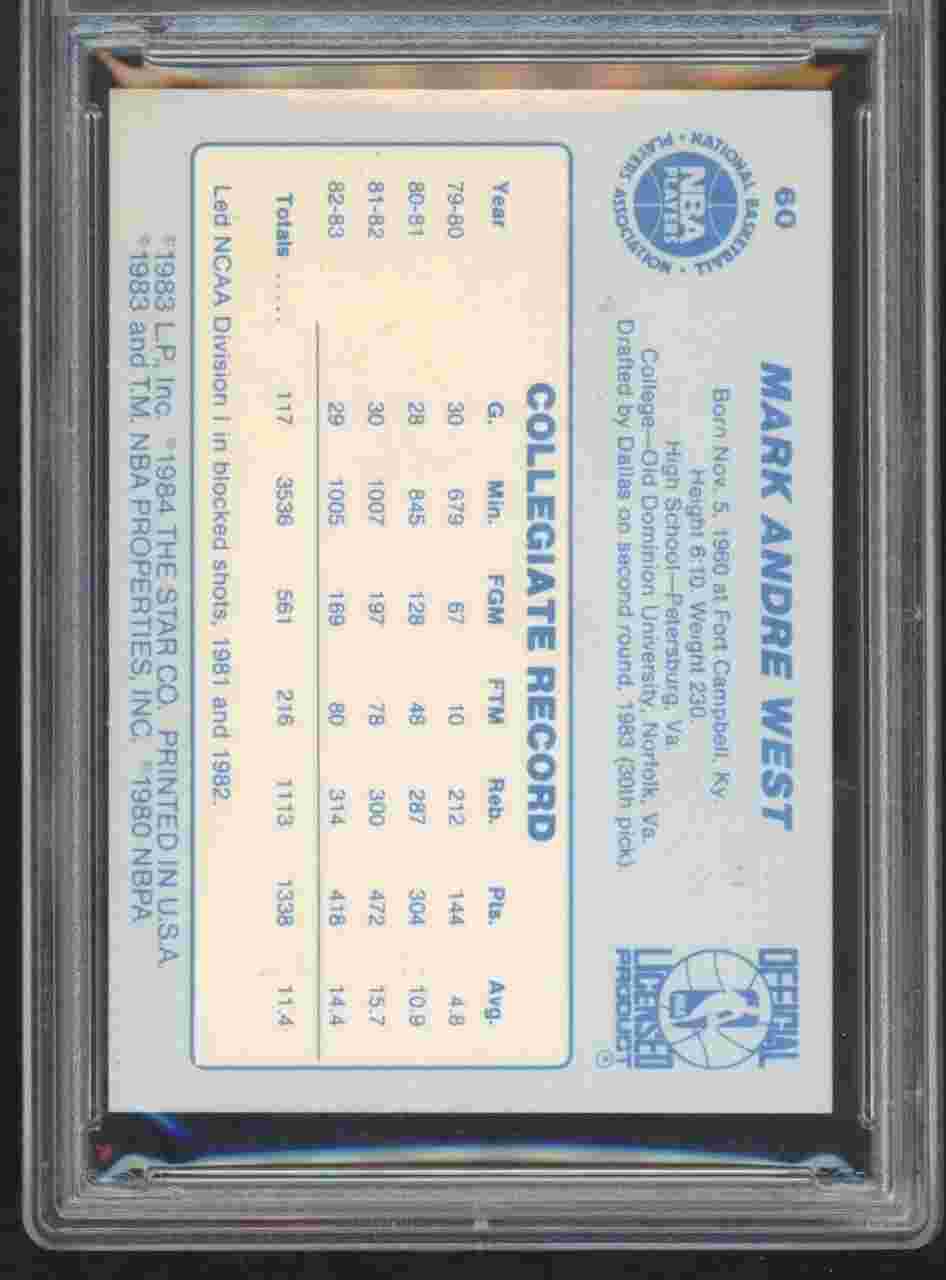 60
NATIONAL BASKETBALL
PLAYERS ASSOCIATION
NBA
PLAYERS
MARK ANDRE WEST
Born Nov. 5, 1960 at Fort Campbell, Ky.
Height 6:10. Weight 230.
High School—Petersburg, Va.
College—Old Dominion University, Norfolk, Va.
Drafted by Dallas on second round, 1983 (30th pick).
OFFICIAL
LICENSED
PRODUCT
®
COLLEGIATE RECORD
Year G. Min. FGM FTM Reb. Pts. Avg.
79-80 30 679 67 10 212 144 4.8
80-81 28 845 128 48 287 304 10.9
81-82 30 1007 197 78 300 472 15.7
82-83 29 1005 169 80 314 418 14.4
Totals ..... 117 3536 561 216 1113 1338 11.4
Led NCAA Division I in blocked shots, 1981 and 1982.
©1983 L.P., Inc. ©1984 THE STAR CO. PRINTED IN U.S.A.
©1983 and T.M. NBA PROPERTIES, INC. ©1980 NBPA